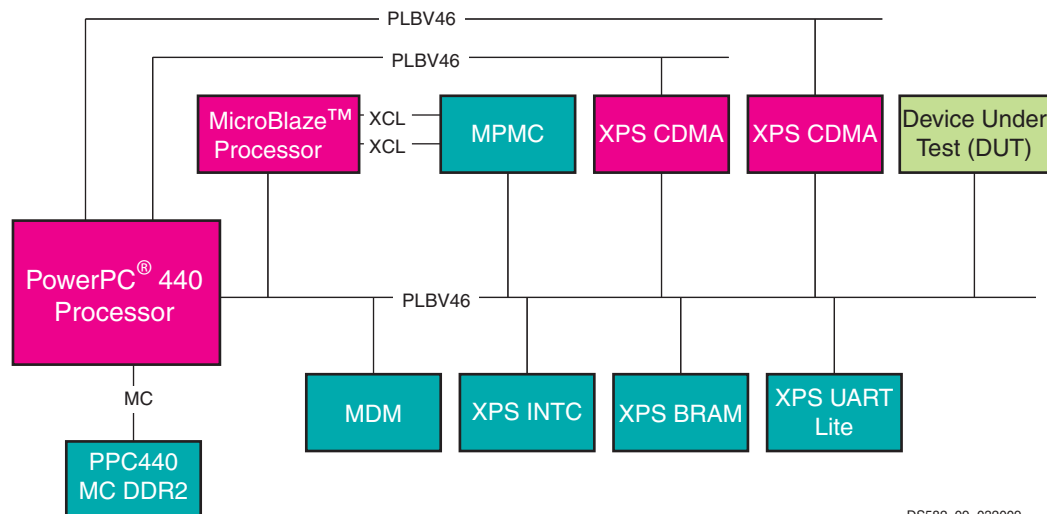 PLBV46
PLBV46
MicroBlaze™
Processor
XCL
XCL
MPMC
XPS CDMA
XPS CDMA
Device Under
Test (DUT)
PowerPC® 440
Processor
PLBV46
MC
MDM
XPS INTC
XPS BRAM
XPS UART
Lite
PPC440
MC DDR2